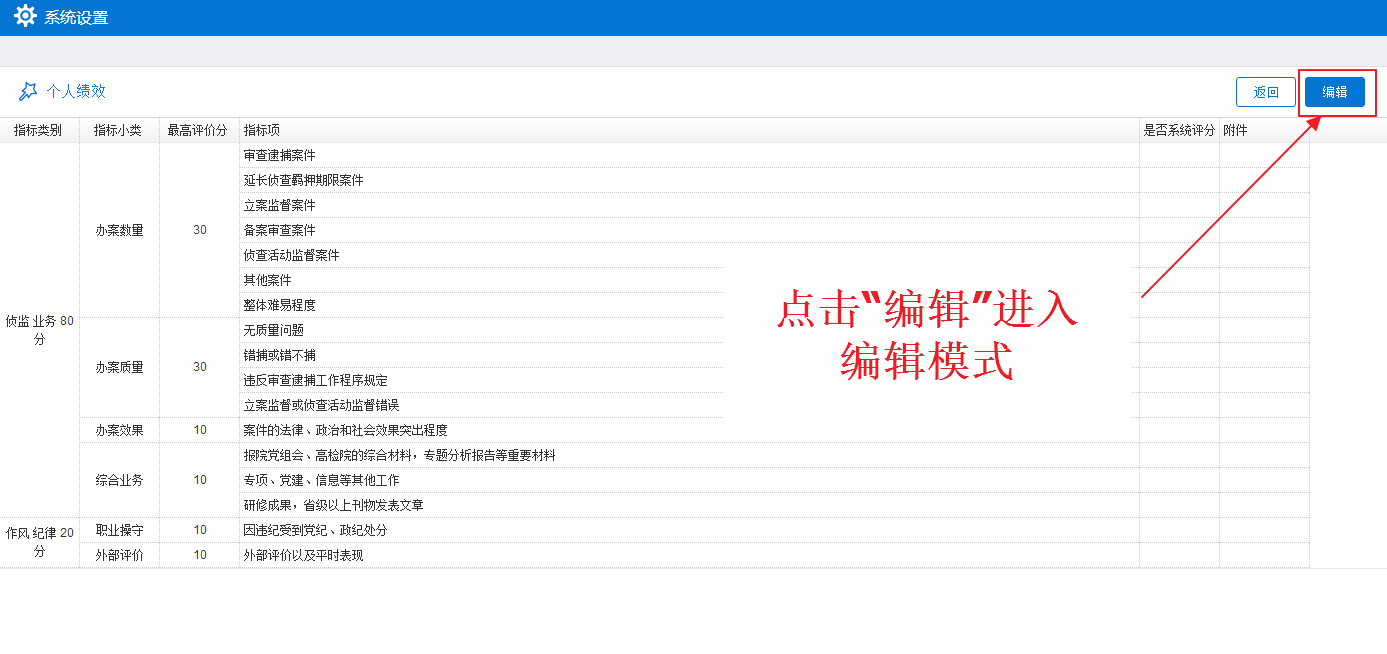 系统设置
个人绩效
返回 编辑
指标类别 指标小类 最高评价分 指标项 是否系统评分 附件
审查逮捕案件
延长侦查羁押期限案件
立案监督案件
办案数量 30 备案审查案件
侦查活动监督案件
其他案件
整体难易程度
点击“编辑”进入
编辑模式
侦监 业务 80
分
无质量问题
错捕或错不捕
办案质量 30
违反审查逮捕工作程序规定
立案监督或侦查活动监督错误
办案效果 10 案件的法律、政治和社会效果突出程度
报院党组会、高检院的综合材料，专题分析报告等重要材料
综合业务 10 专项、党建、信息等其他工作
研修成果，省级以上刊物发表文章
作风 纪律 20
分
职业操守 10 因违纪受到党纪、政纪处分
外部评价 10 外部评价以及平时表现